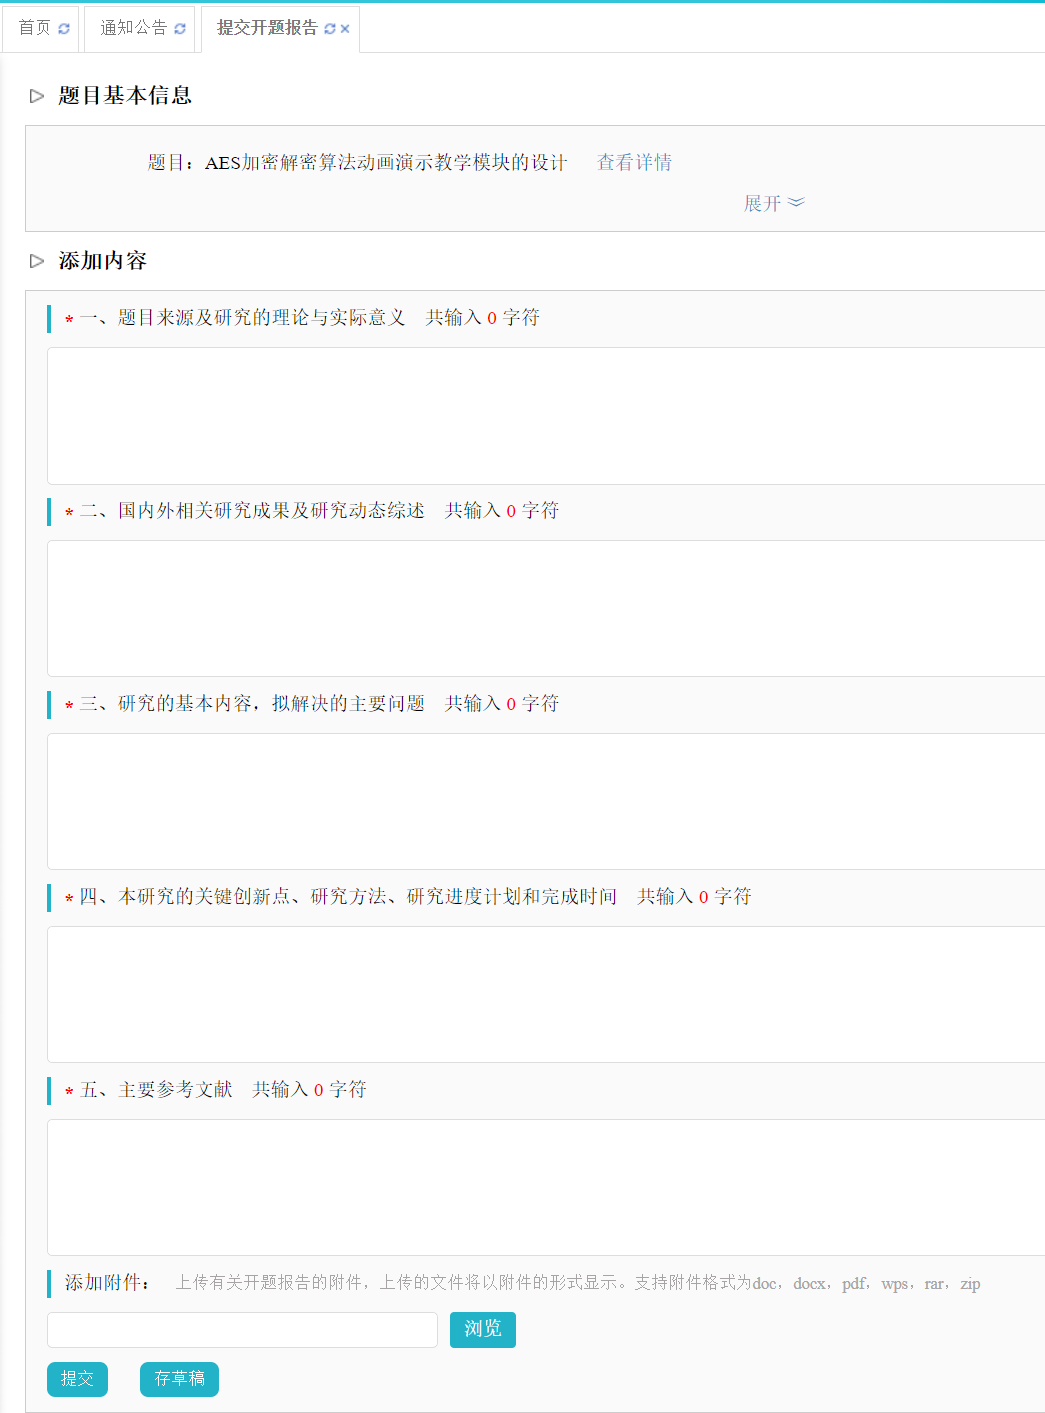 首页 通知公告 提交开题报告
题目基本信息
题目：AES加密解密算法动画演示教学模块的设计 查看详情
展开
添加内容
* 一、题目来源及研究的理论与实际意义 共输入 0 字符
* 二、国内外相关研究成果及研究动态综述 共输入 0 字符
* 三、研究的基本内容，拟解决的主要问题 共输入 0 字符
* 四、本研究的关键创新点、研究方法、研究进度计划和完成时间 共输入 0 字符
* 五、主要参考文献 共输入 0 字符
添加附件： 上传有关开题报告的附件，上传的文件将以附件的形式显示。支持附件格式为doc，docx，pdf，wps，rar，zip
浏览
提交 存草稿